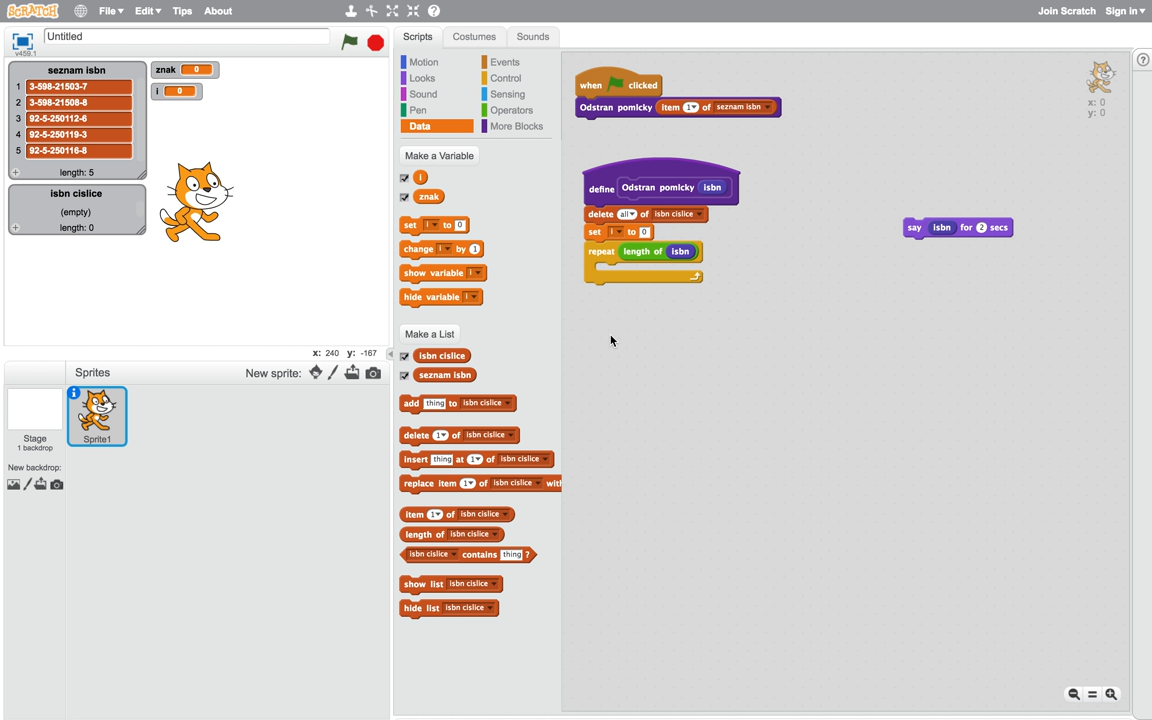 SCRATCH File Edit Tips About Join Scratch Sign in
Untitled
v459.1
seznam isbn
1 3-598-21503-7
2 3-598-21508-8
3 92-5-250112-6
4 92-5-250119-3
5 92-5-250116-8
+ length: 5
isbn cislice
(empty)
+ length: 0
znak 0
i 0
x: 240 y: -167
Sprites New sprite:
Stage
1 backdrop
New backdrop:
Sprite1
Scripts Costumes Sounds
Motion Events
Looks Control
Sound Sensing
Pen Operators
Data More Blocks
Make a Variable
i
znak
set i to 0
change i by 1
show variable i
hide variable i
Make a List
isbn cislice
seznam isbn
add thing to isbn cislice
delete 1 of isbn cislice
insert thing at 1 of isbn cislice
replace item 1 of isbn cislice with
item 1 of isbn cislice
length of isbn cislice
isbn cislice contains thing ?
show list isbn cislice
hide list isbn cislice
when clicked
Odstran pomlcky item 1 of seznam isbn
define Odstran pomlcky isbn
delete all of isbn cislice
set i to 0
repeat length of isbn
say isbn for 2 secs
x: 0
y: 0